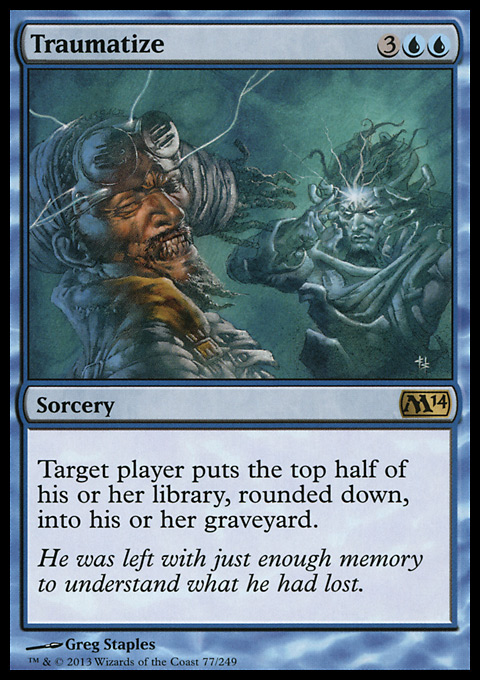 Traumatize 3
Sorcery M14
Target player puts the top half of
his or her library, rounded down,
into his or her graveyard.
He was left with just enough memory
to understand what he had lost.
Greg Staples
™ & © 2013 Wizards of the Coast 77/249